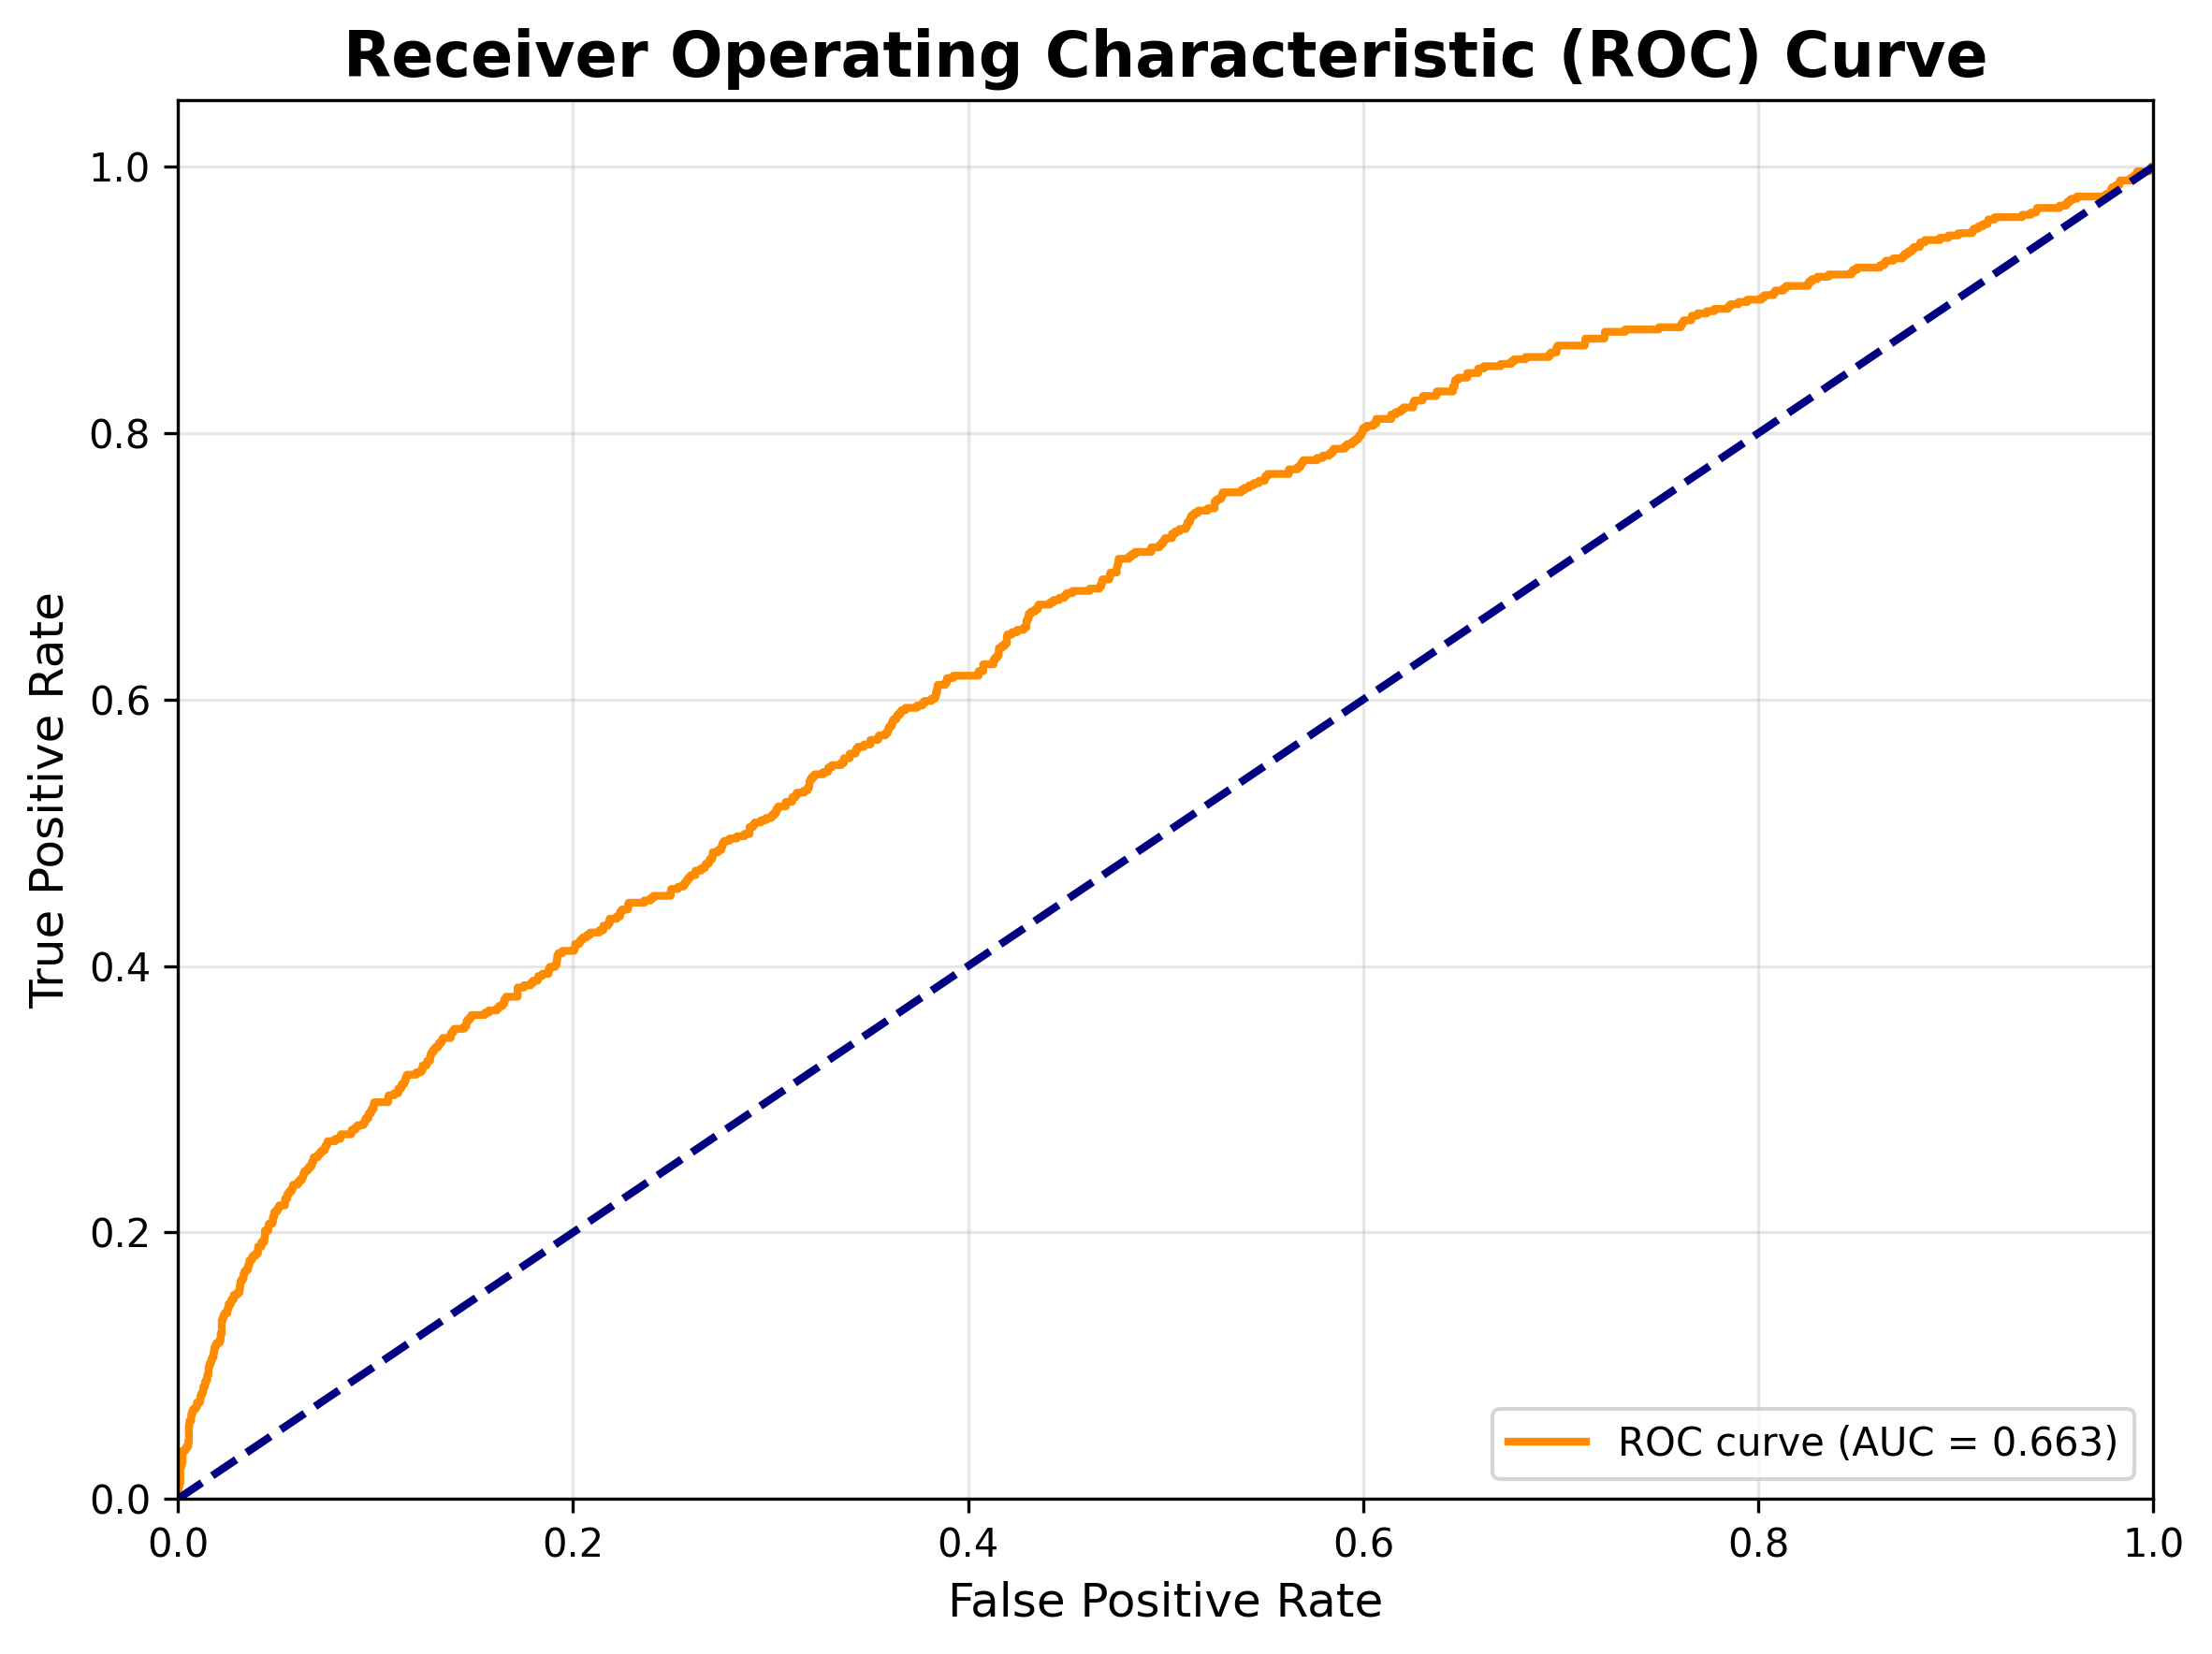 Receiver Operating Characteristic (ROC) Curve
True Positive Rate
1.0
0.8
0.6
0.4
0.2
0.0
0.0 0.2 0.4 0.6 0.8 1.0
False Positive Rate
ROC curve (AUC = 0.663)